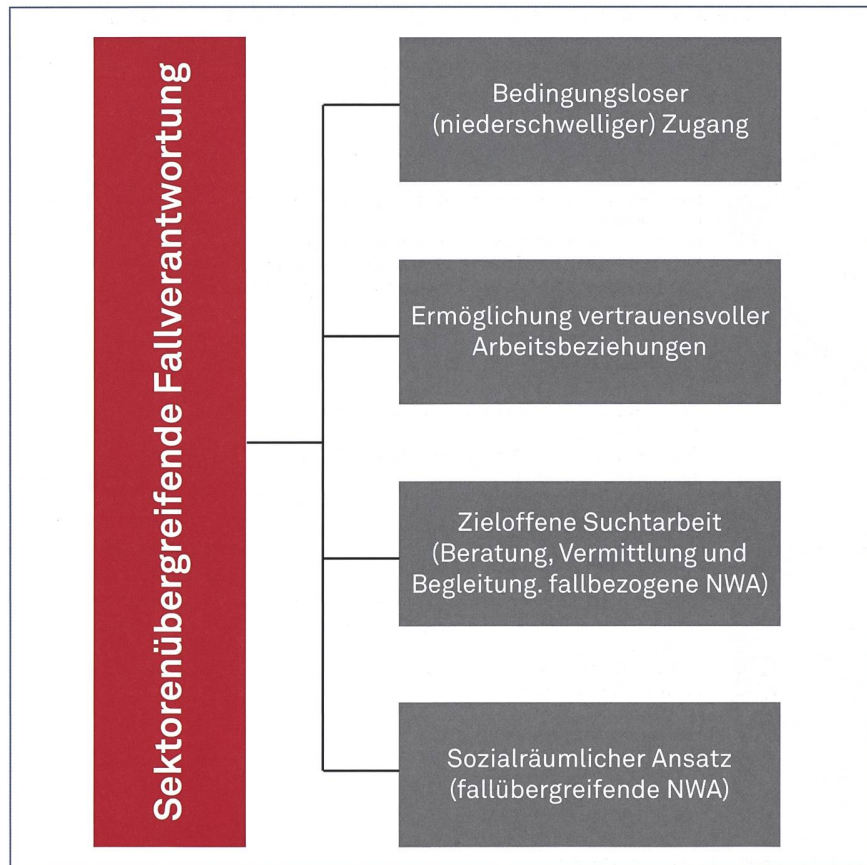 Sektorenübergreifende Fallverantwortung
Bedingungsloser
(niederschwelliger) Zugang
Ermöglichung vertrauensvoller
Arbeitsbeziehungen
Zieloffene Suchtarbeit
(Beratung, Vermittlung und
Begleitung. fallbezogene NWA)
Sozialräumlicher Ansatz
(fallübergreifende NWA)